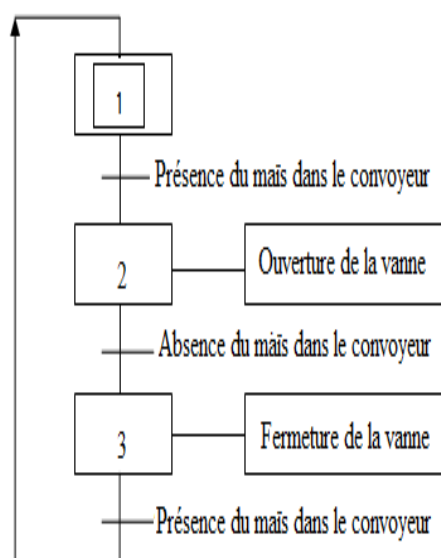 1
Présence du maïs dans le convoyeur
2
Ouverture de la vanne
Absence du maïs dans le convoyeur
3
Fermeture de la vanne
Présence du maïs dans le convoyeur